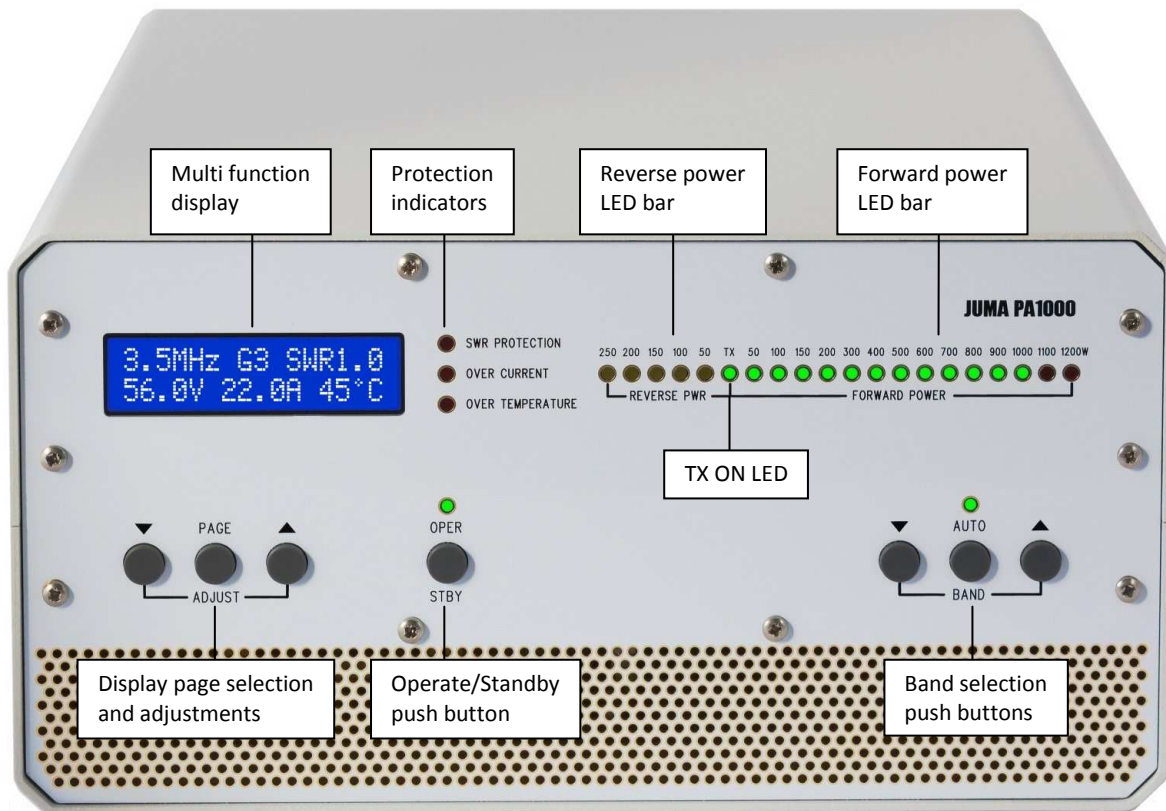 Multi function
display
Protection
indicators
Reverse power
LED bar
Forward power
LED bar
JUMA PA1000
3.5MHz G3 SWR1.0
56.0V 22.0A 45°C
SWR PROTECTION
OVER CURRENT
OVER TEMPERATURE
250 200 150 100 50 TX 50 100 150 200 300 400 500 600 700 800 900 1000 1100 1200W
REVERSE PWR
FORWARD POWER
TX ON LED
▼ PAGE ▲
ADJUST
OPER
STBY
AUTO
▼ ▲
BAND
Display page selection
and adjustments
Operate/Standby
push button
Band selection
push buttons